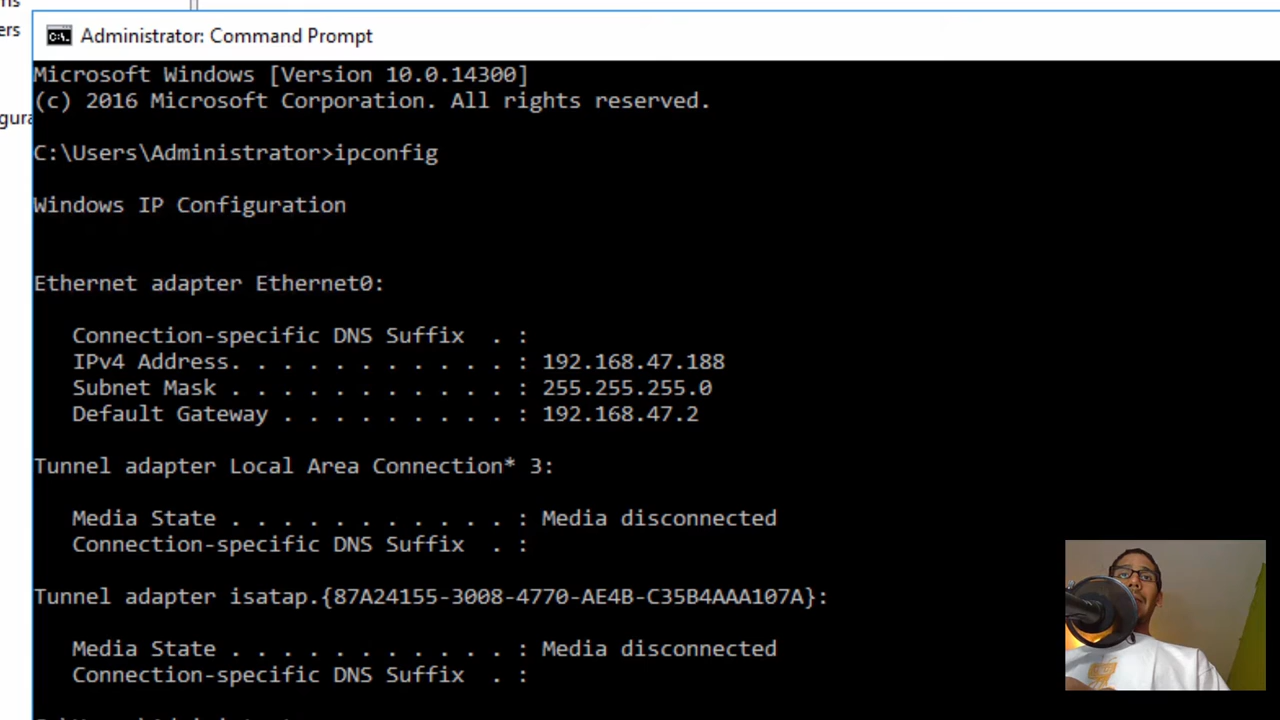 ms
ers
Administrator: Command Prompt
Microsoft Windows [Version 10.0.14300]
(c) 2016 Microsoft Corporation. All rights reserved.
gura
C:\Users\Administrator>ipconfig
Windows IP Configuration
Ethernet adapter Ethernet0:
Connection-specific DNS Suffix  . :
IPv4 Address. . . . . . . . . . . : 192.168.47.188
Subnet Mask . . . . . . . . . . . : 255.255.255.0
Default Gateway . . . . . . . . . : 192.168.47.2
Tunnel adapter Local Area Connection* 3:
Media State . . . . . . . . . . . : Media disconnected
Connection-specific DNS Suffix  . :
Tunnel adapter isatap.{87A24155-3008-4770-AE4B-C35B4AAA107A}:
Media State . . . . . . . . . . . : Media disconnected
Connection-specific DNS Suffix  . :